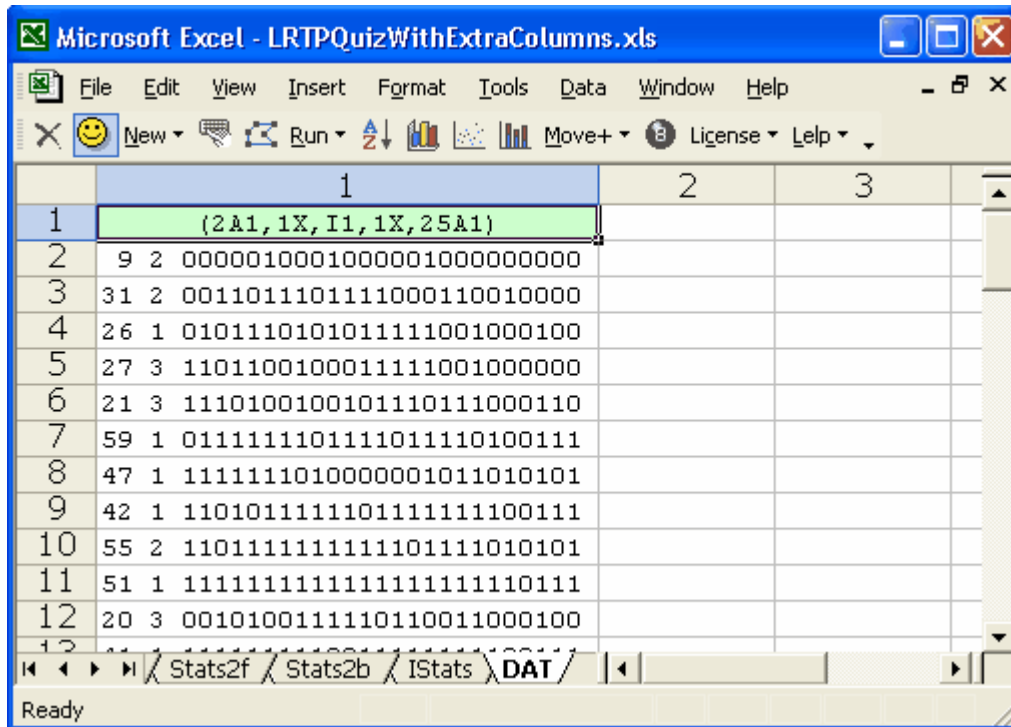 Microsoft Excel - LRTPQuizWithExtraColumns.xls
File Edit View Insert Format Tools Data Window Help
New Run Move+ License Lelp
1 2 3
1 (2A1,1X,I1,1X,25A1)
2 9 2 0000010001000001000000000
3 31 2 0011011101111000110010000
4 26 1 0101110101011111001000100
5 27 3 1101100100011111001000000
6 21 3 1110100100101110111000110
7 59 1 0111111101111011110100111
8 47 1 1111111010000001011010101
9 42 1 1101011111101111111100111
10 55 2 1101111111111101111010101
11 51 1 1111111111111111111110111
12 20 3 0010100111110110011000100
Stats2f Stats2b IStats DAT
Ready